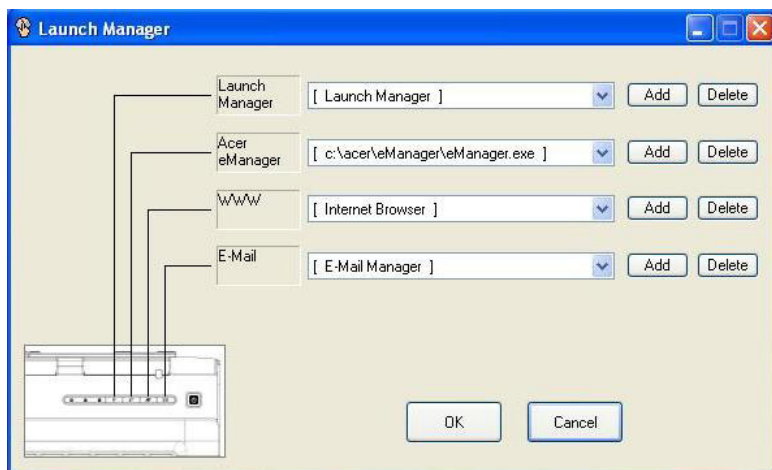 Launch Manager
Launch
Manager
[ Launch Manager ]
Add
Delete
Acer
eManager
[ c:\acer\eManager\eManager.exe ]
Add
Delete
WWW
[ Internet Browser ]
Add
Delete
E-Mail
[ E-Mail Manager ]
Add
Delete
OK
Cancel